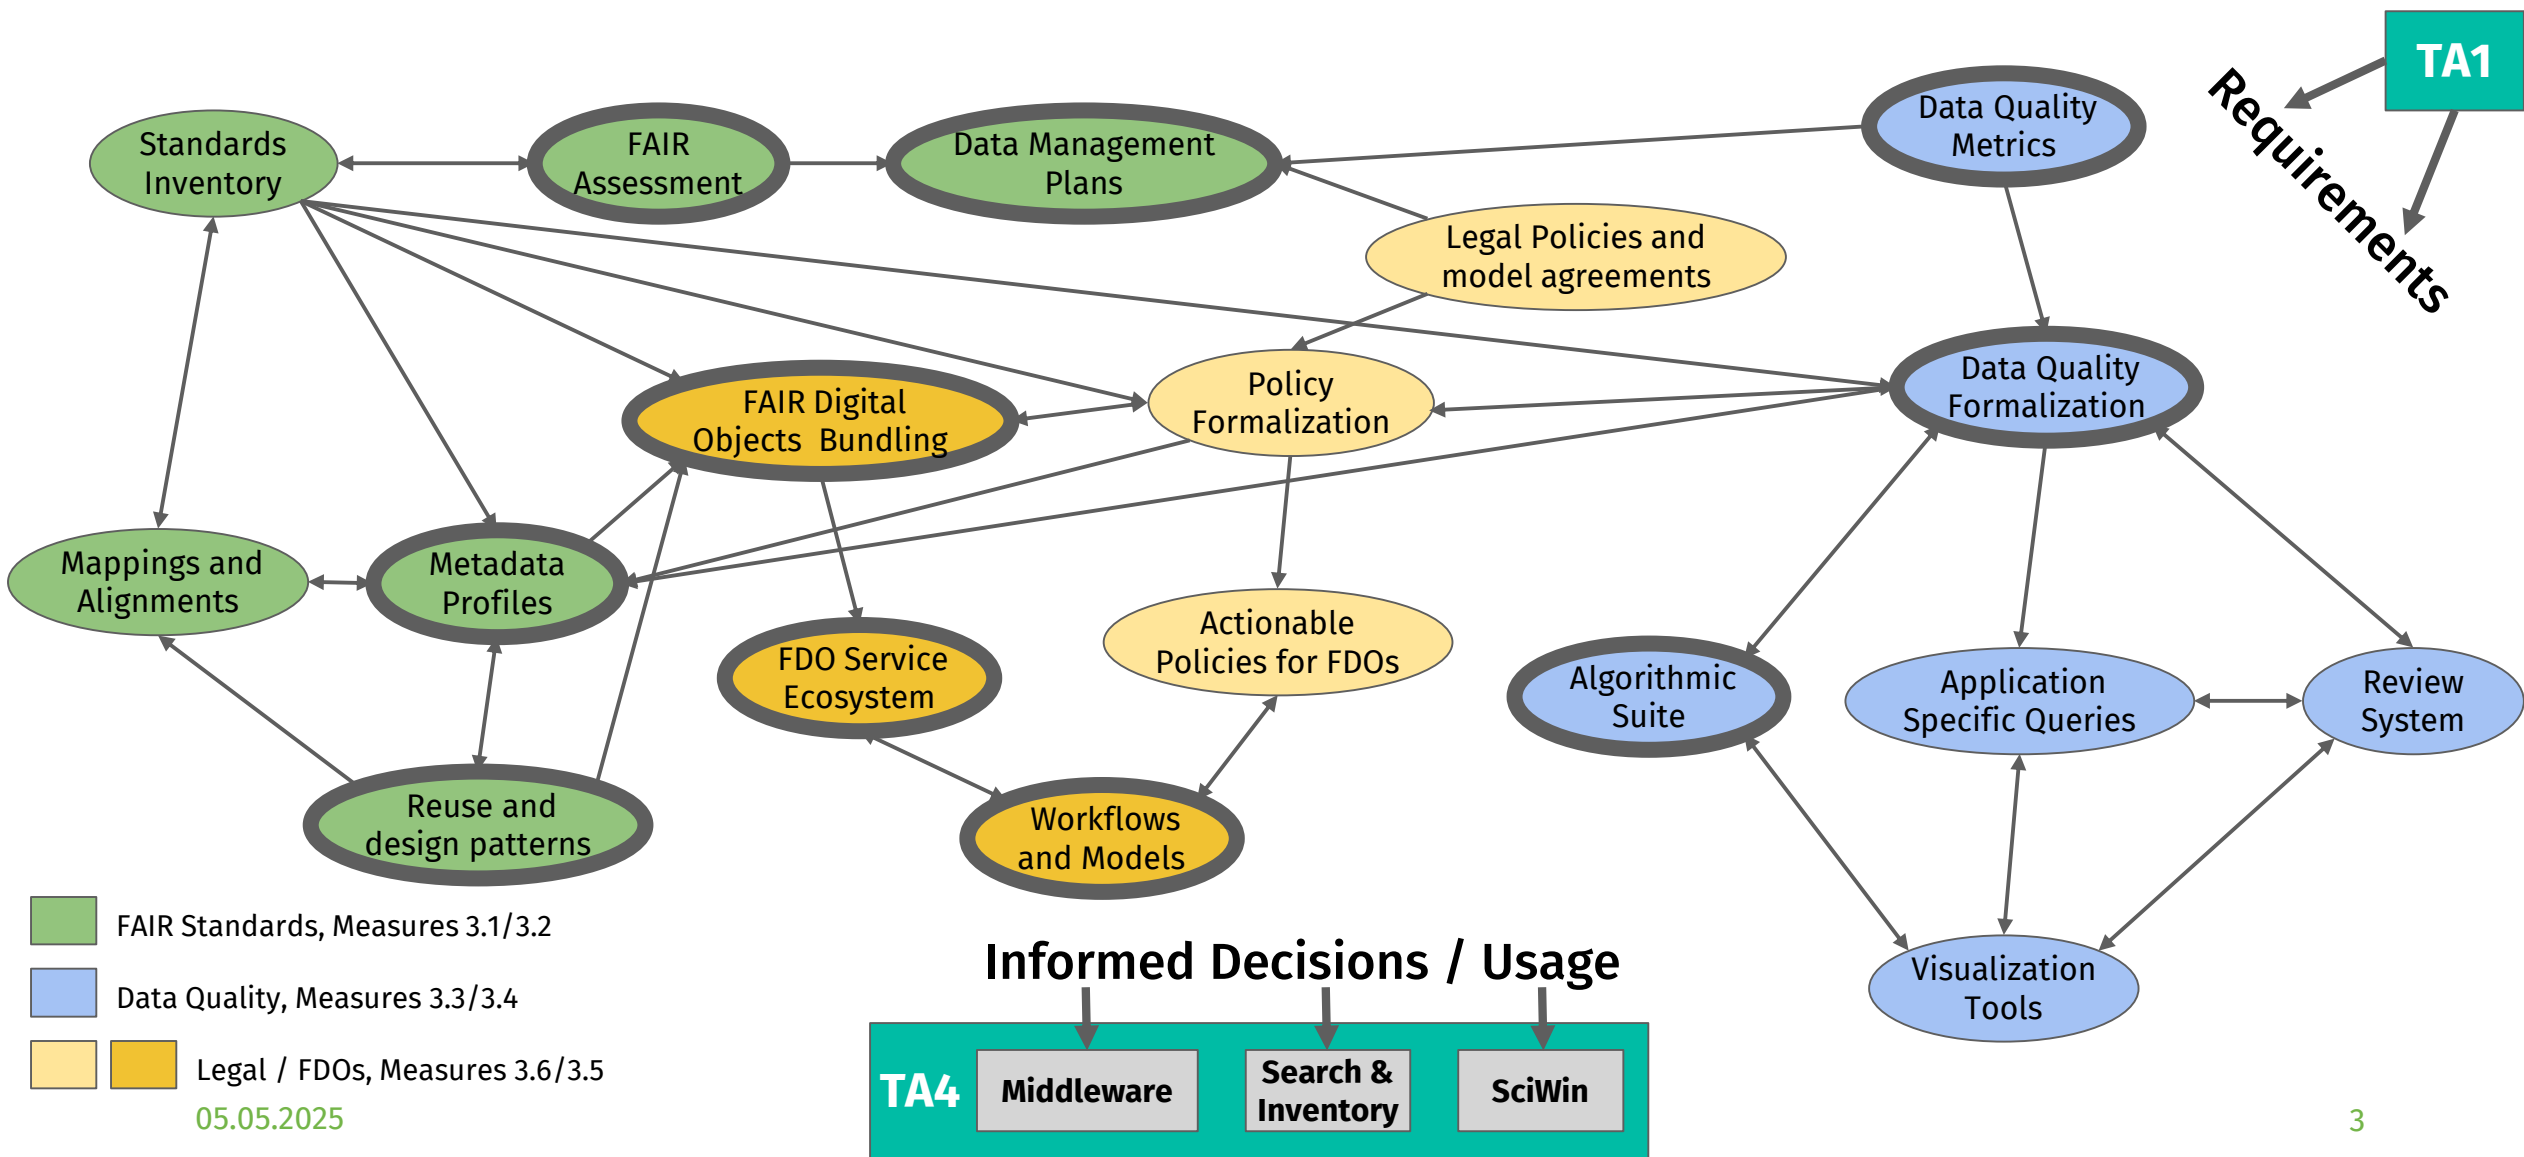 TA1
Requirements
Standards
Inventory
FAIR
Assessment
Data Management
Plans
Data Quality
Metrics
Legal Policies and
model agreements
FAIR Digital
Objects  Bundling
Policy
Formalization
Data Quality
Formalization
Mappings and
Alignments
Metadata
Profiles
FDO Service
Ecosystem
Actionable
Policies for FDOs
Algorithmic
Suite
Application
Specific Queries
Review
System
Reuse and
design patterns
Workflows
and Models
Visualization
Tools
FAIR Standards, Measures 3.1/3.2
Data Quality, Measures 3.3/3.4
Legal / FDOs, Measures 3.6/3.5
Informed Decisions / Usage
TA4
Middleware
Search &
Inventory
SciWin
05.05.2025
3